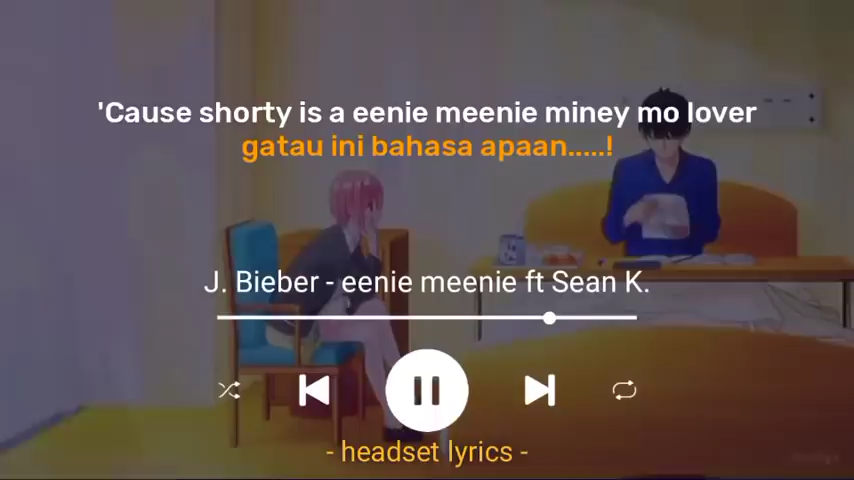 'Cause shorty is a eenie meenie miney mo lover
gatau ini bahasa apaan.....!
J. Bieber - eenie meenie ft Sean K.
- headset lyrics -